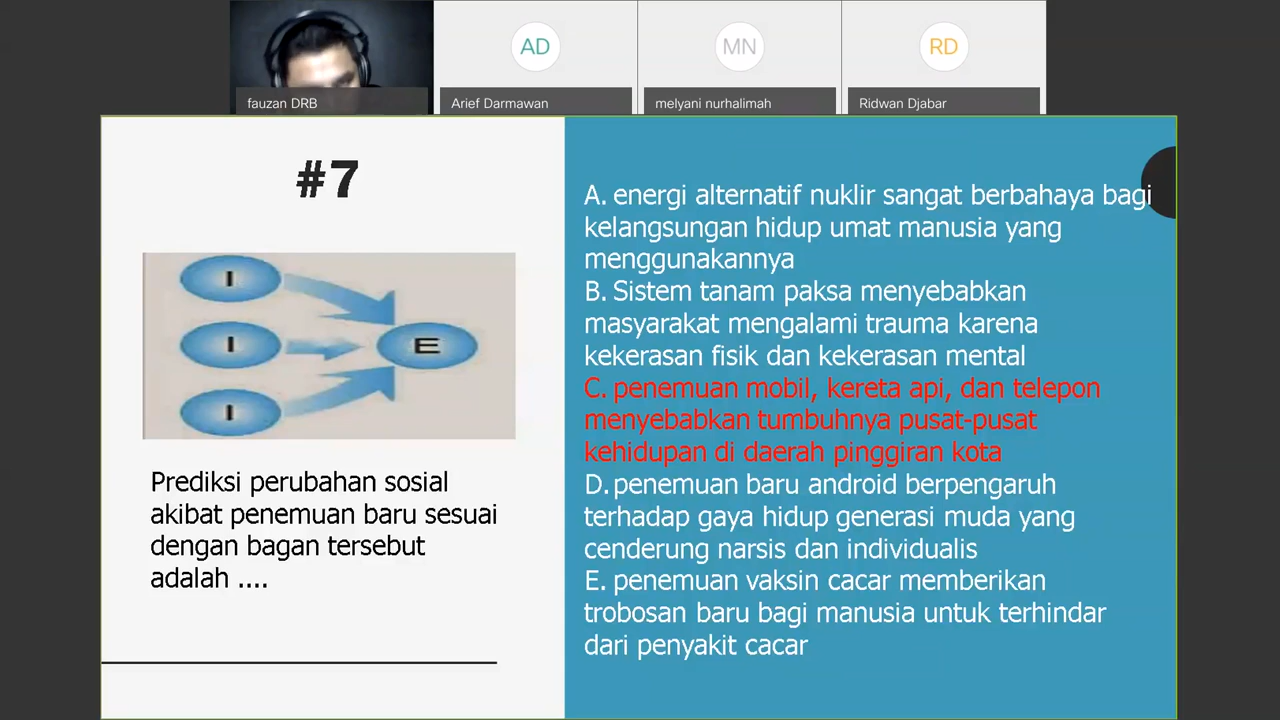 AD
MN
RD
fauzan DRB
Arief Darmawan
melyani nurhalimah
Ridwan Djabar
#7
I
I
E
I
Prediksi perubahan sosial
akibat penemuan baru sesuai
dengan bagan tersebut
adalah ....
A. energi alternatif nuklir sangat berbahaya bagi
kelangsungan hidup umat manusia yang
menggunakannya
B. Sistem tanam paksa menyebabkan
masyarakat mengalami trauma karena
kekerasan fisik dan kekerasan mental
C. penemuan mobil, kereta api, dan telepon
menyebabkan tumbuhnya pusat-pusat
kehidupan di daerah pinggiran kota
D. penemuan baru android berpengaruh
terhadap gaya hidup generasi muda yang
cenderung narsis dan individualis
E. penemuan vaksin cacar memberikan
trobosan baru bagi manusia untuk terhindar
dari penyakit cacar